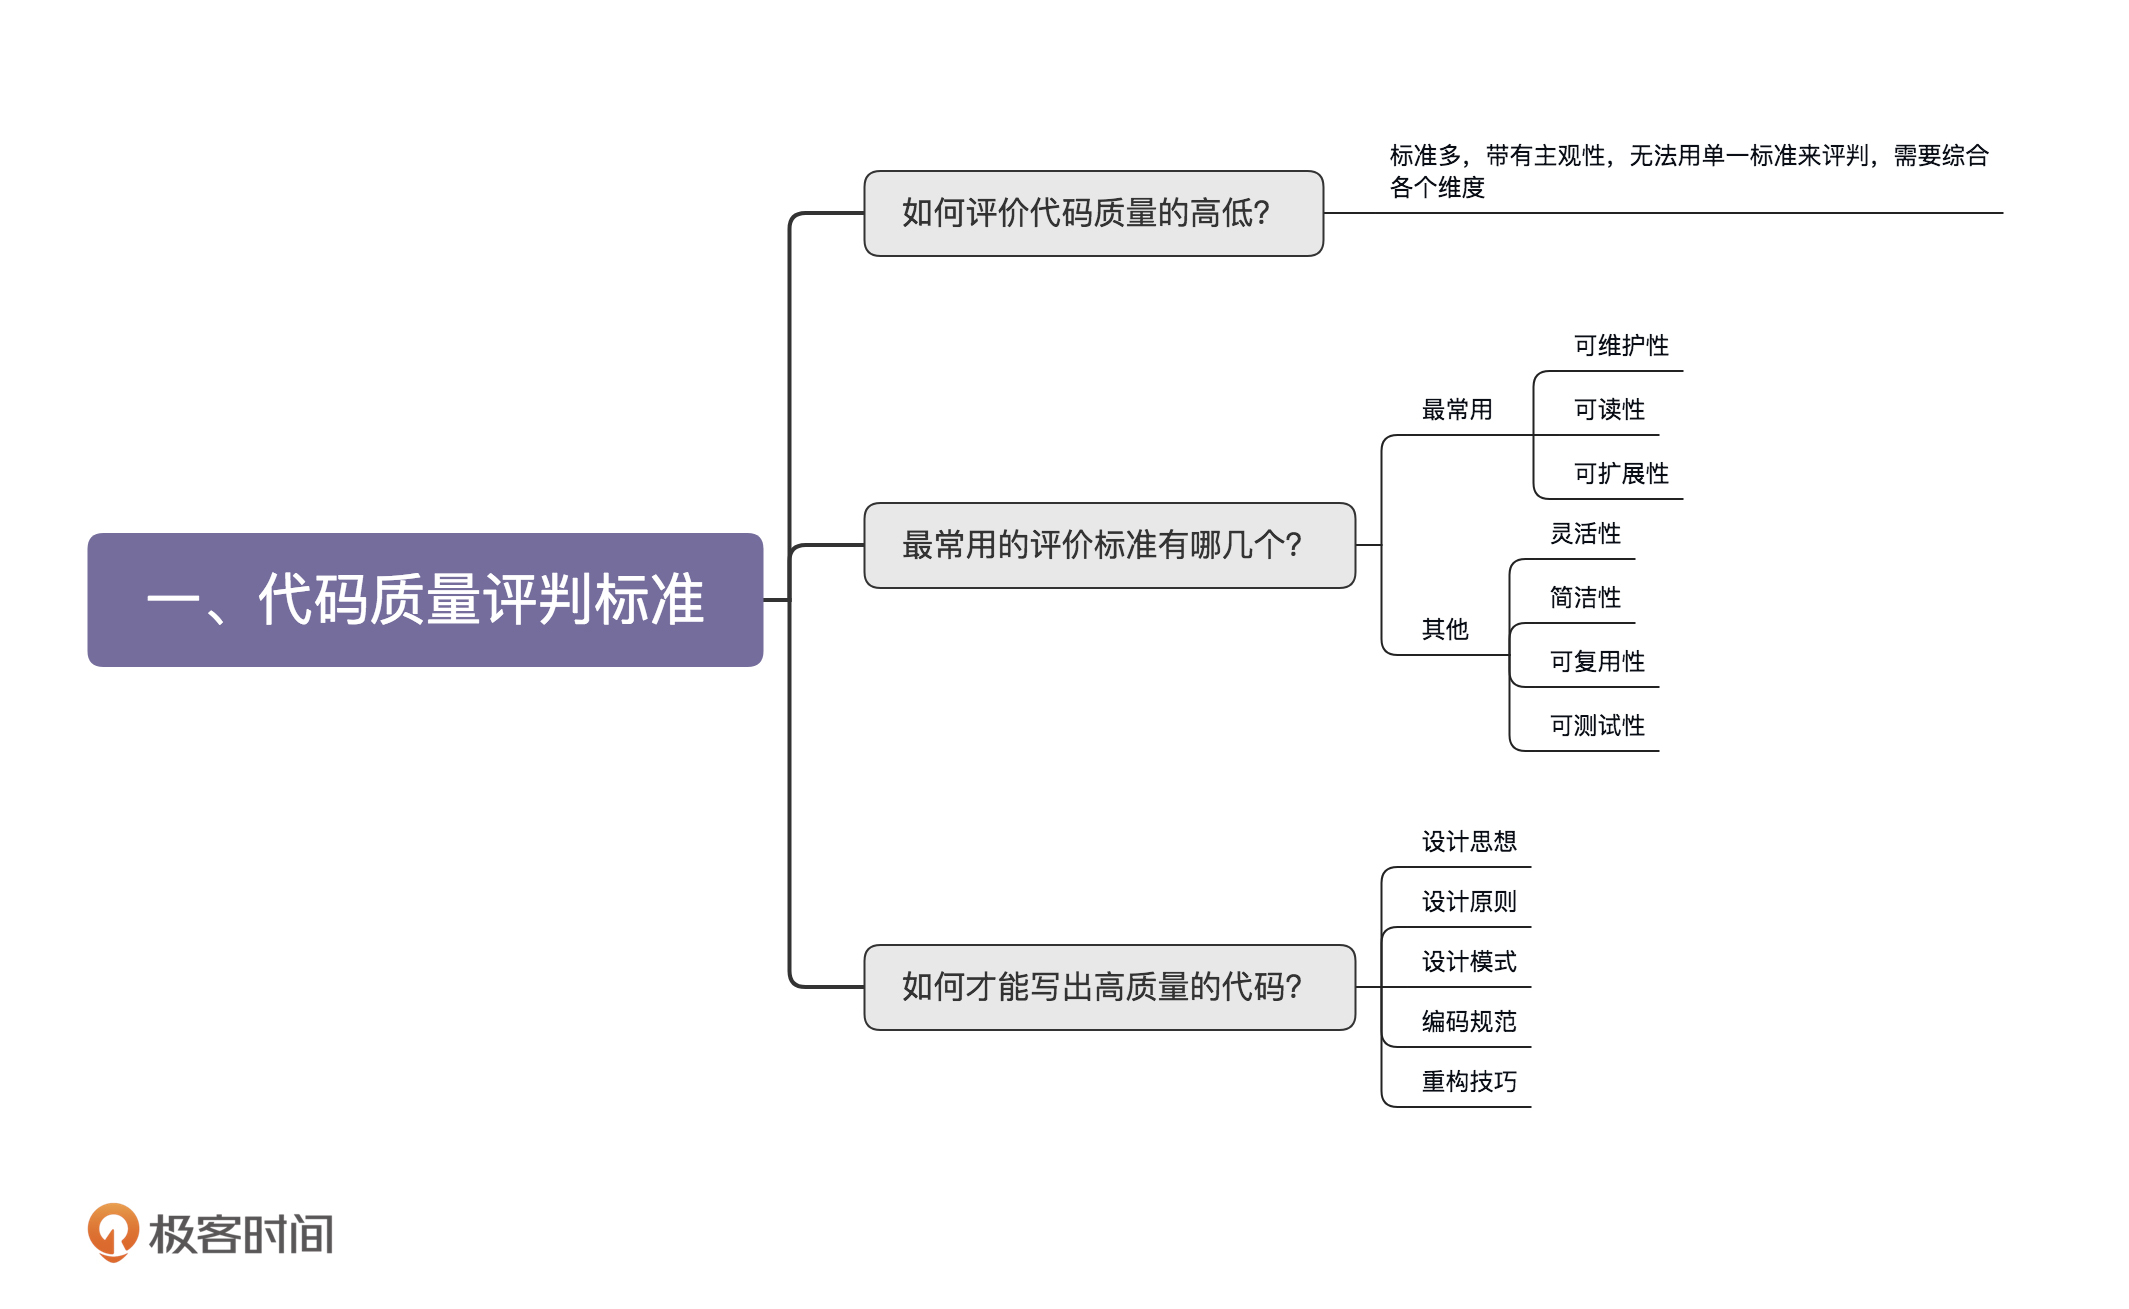 一、代码质量评判标准
如何评价代码质量的高低?
标准多，带有主观性，无法用单一标准来评判，需要综合
各个维度
最常用的评价标准有哪几个?
最常用
可维护性
可读性
可扩展性
其他
灵活性
简洁性
可复用性
可测试性
如何才能写出高质量的代码?
设计思想
设计原则
设计模式
编码规范
重构技巧
极客时间